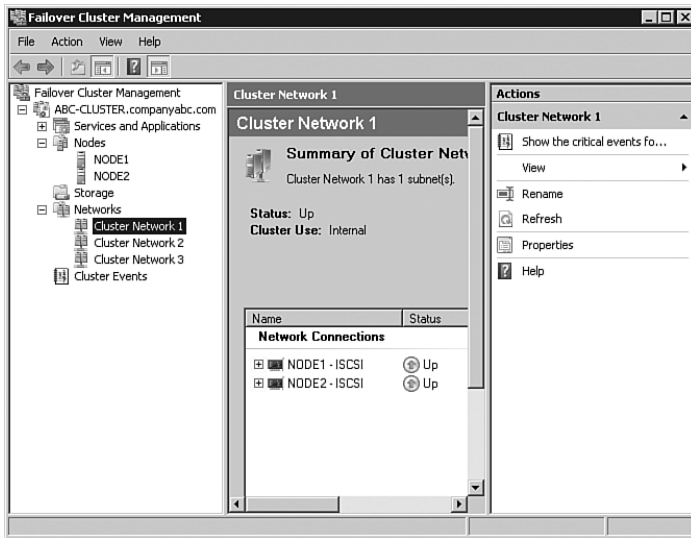 Failover Cluster Management
File Action View Help
Failover Cluster Management
ABC-CLUSTER.companyabc.com
Services and Applications
Nodes
NODE1
NODE2
Storage
Networks
Cluster Network 1
Cluster Network 2
Cluster Network 3
Cluster Events
Cluster Network 1
Cluster Network 1
Summary of Cluster Netw
Cluster Network 1 has 1 subnet(s).
Status: Up
Cluster Use: Internal
Name Status
Network Connections
NODE1 - ISCSI Up
NODE2 - ISCSI Up
Actions
Cluster Network 1
Show the critical events fo...
View
Rename
Refresh
Properties
Help